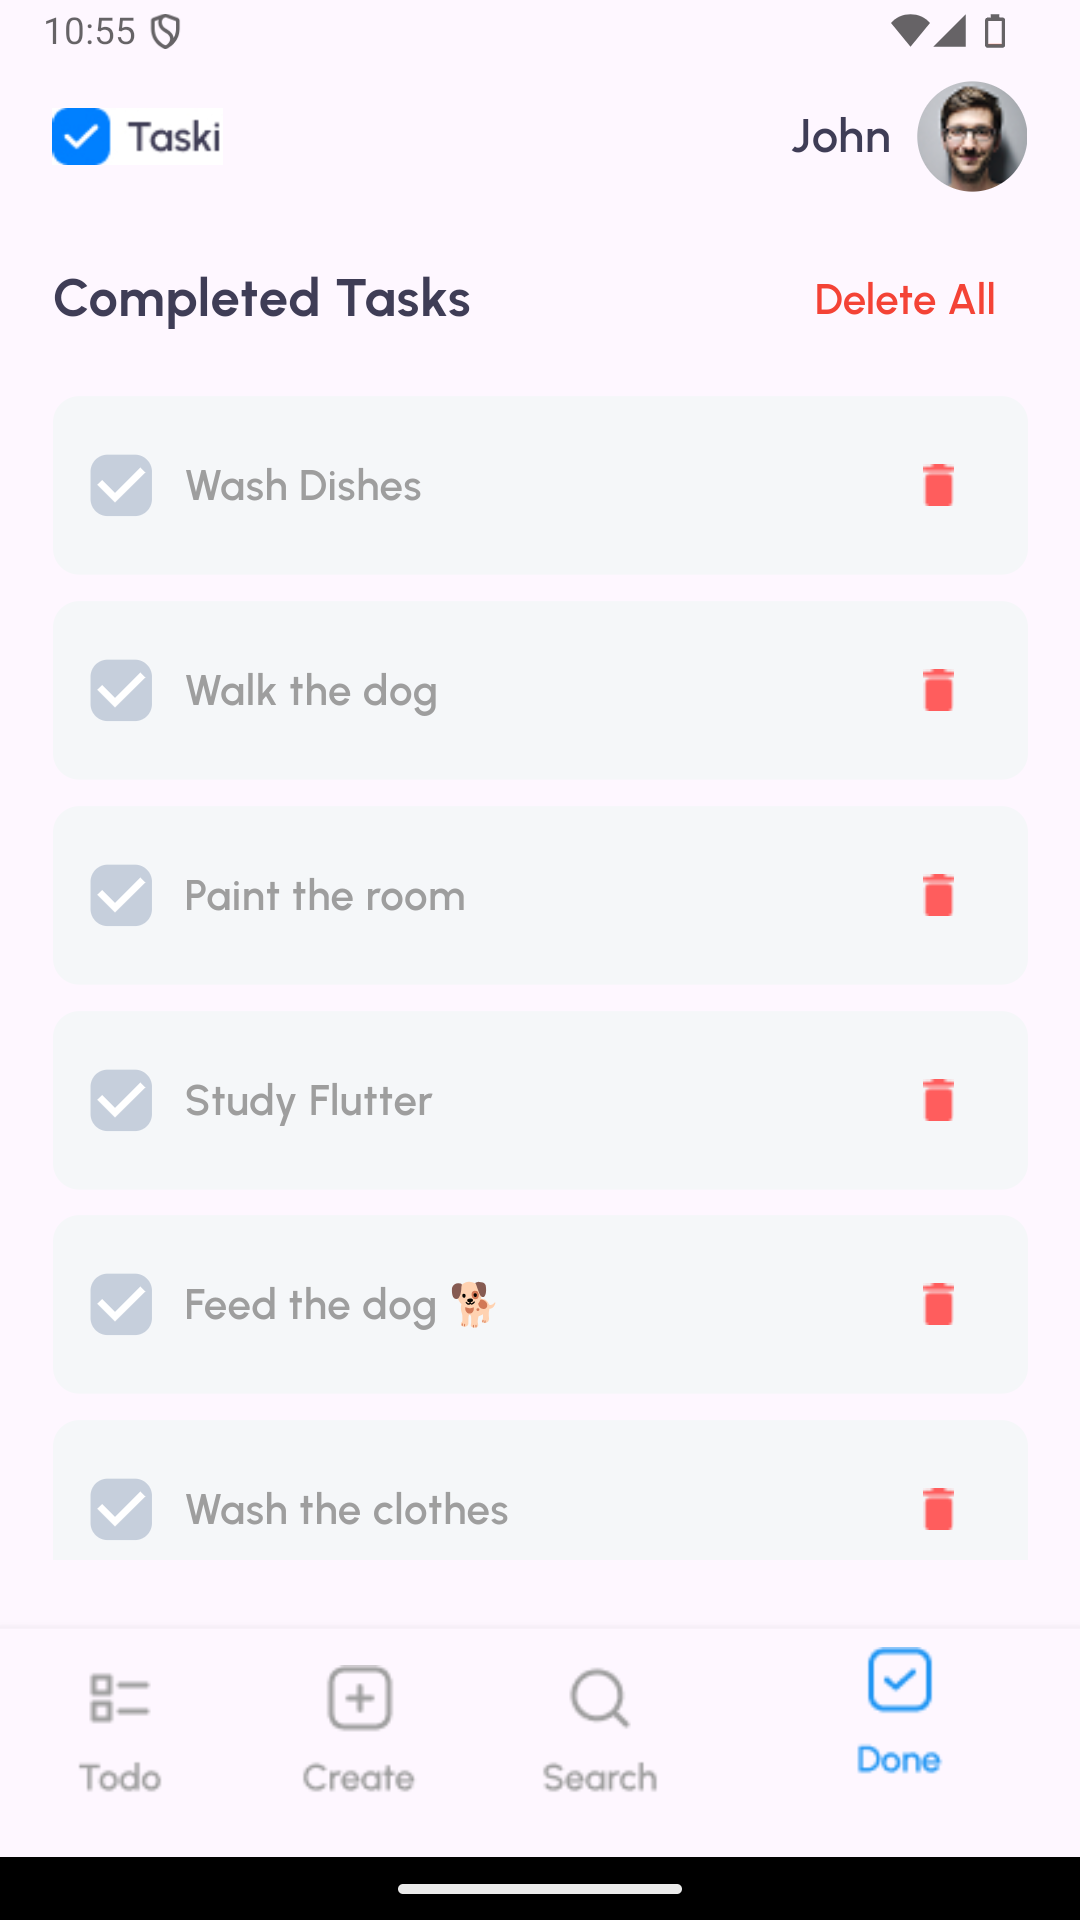 10:55
Taski
John
Completed Tasks
Delete All
Wash Dishes
Walk the dog
Paint the room
Study Flutter
Feed the dog 🐕
Wash the clothes
Todo
Create
Search
Done